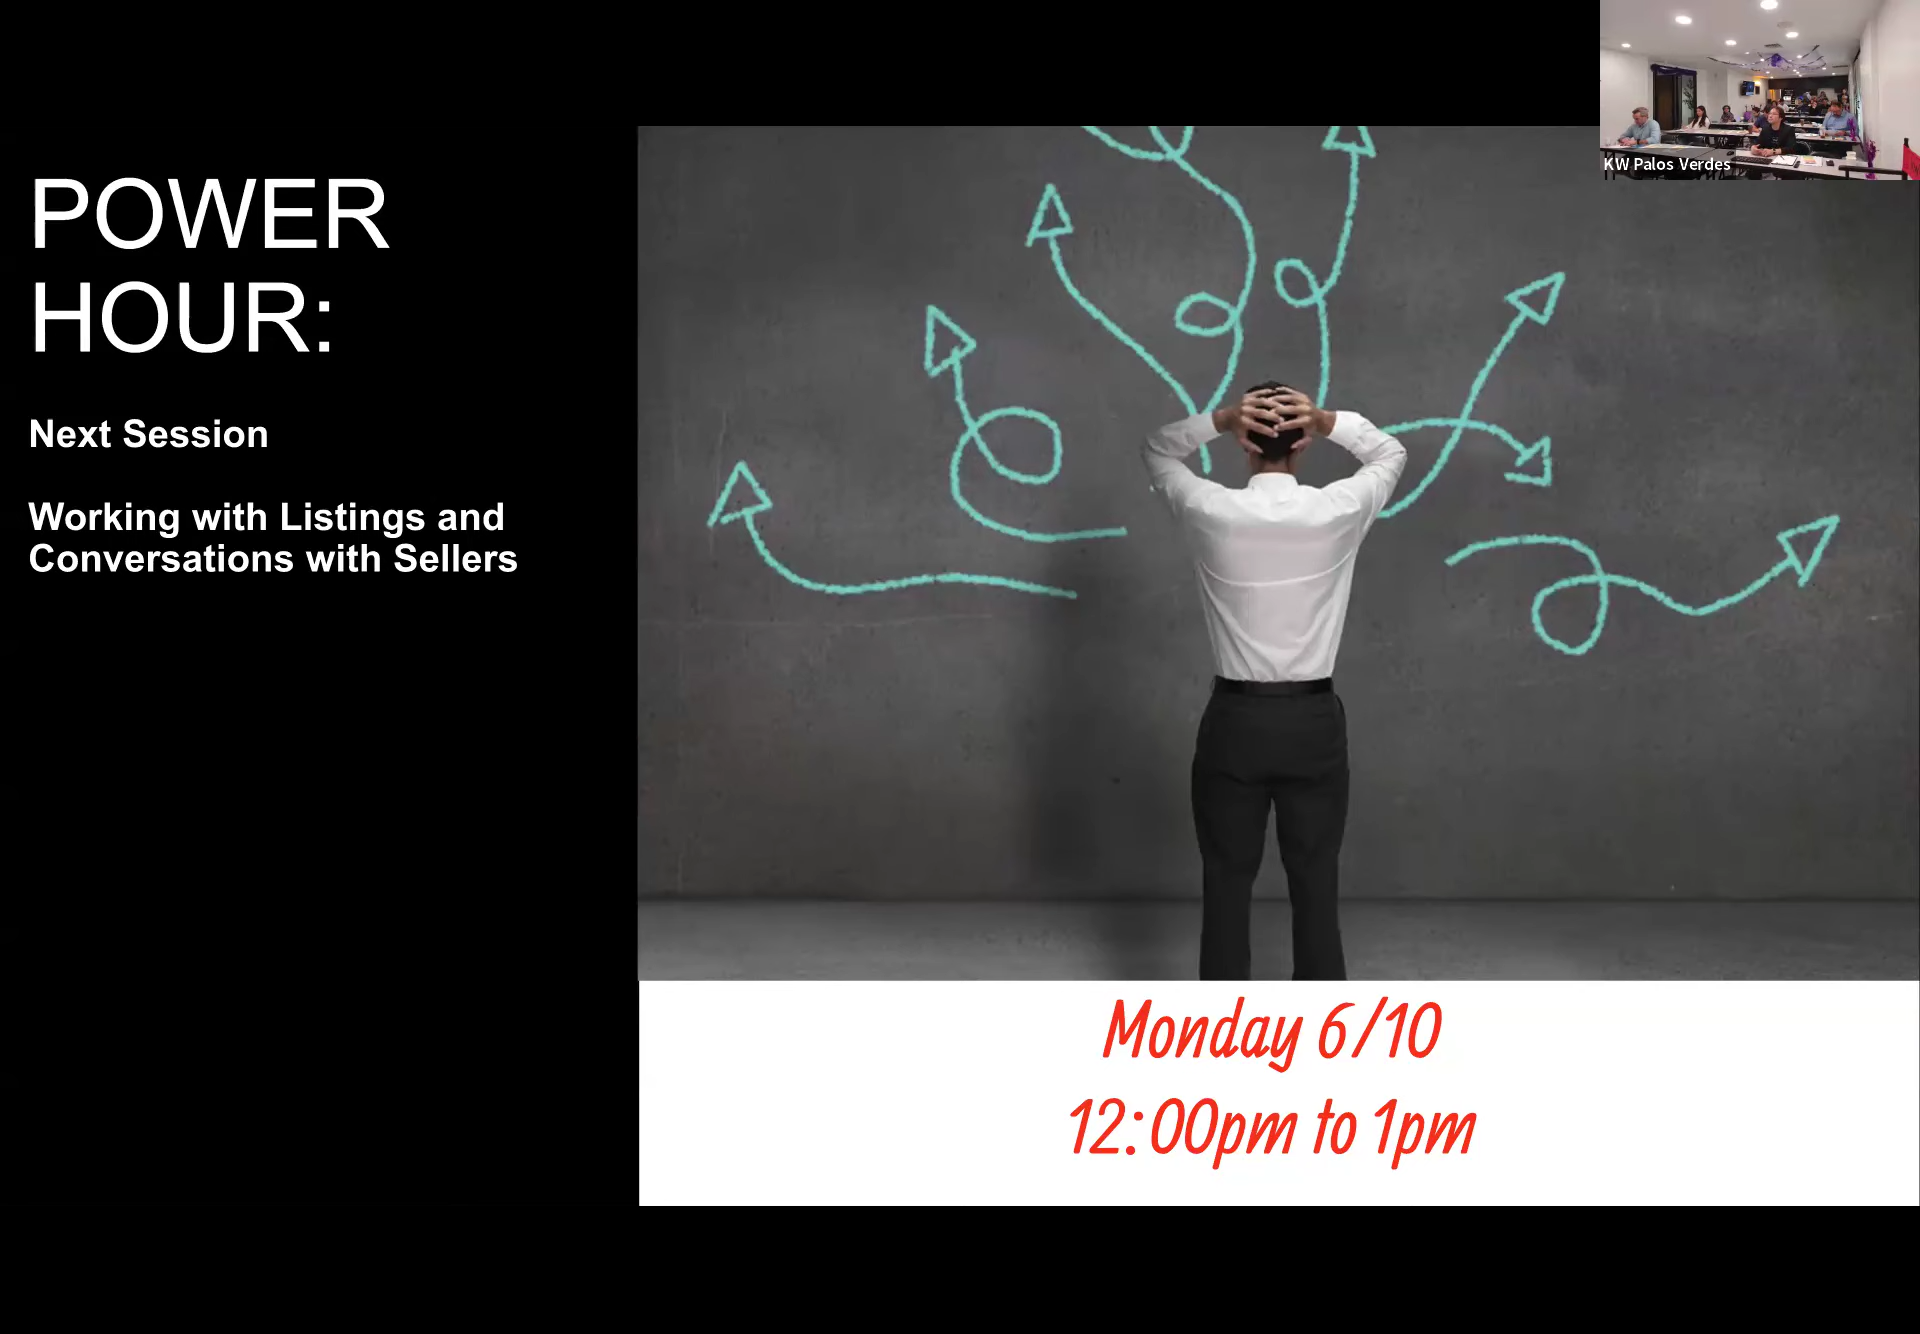 POWER
HOUR:
Next Session
Working with Listings and
Conversations with Sellers
KW Palos Verdes
Monday 6/10
12:00pm to 1pm